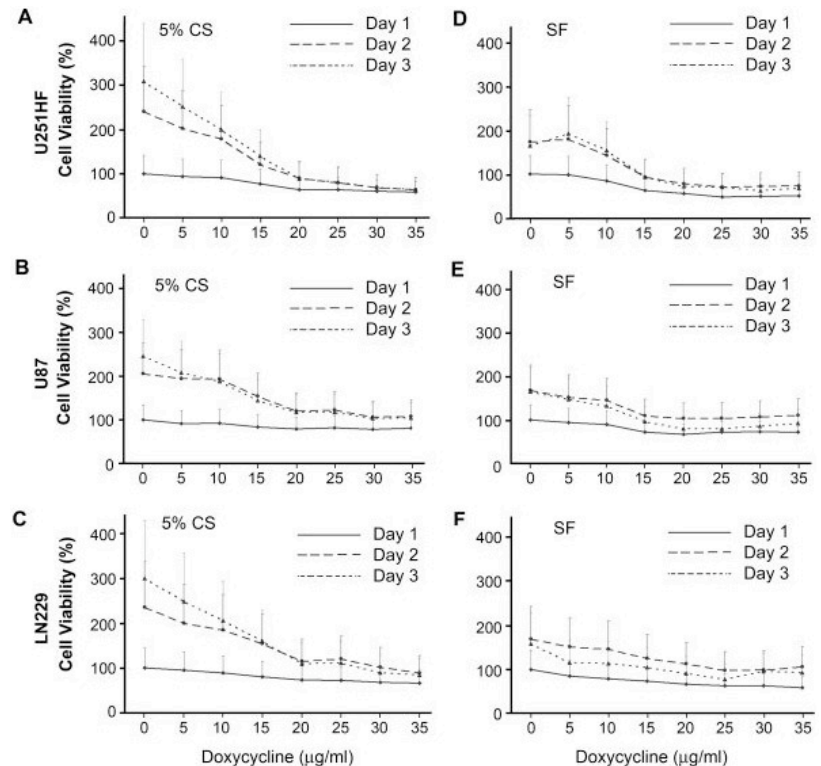 A
5% CS
Day 1
Day 2
Day 3
U251HF
Cell Viability (%)
400
300
200
100
0
0 5 10 15 20 25 30 35
D
SF
Day 1
Day 2
Day 3
400
300
200
100
0
0 5 10 15 20 25 30 35
B
5% CS
Day 1
Day 2
Day 3
U87
Cell Viability (%)
400
300
200
100
0
0 5 10 15 20 25 30 35
E
SF
Day 1
Day 2
Day 3
400
300
200
100
0
0 5 10 15 20 25 30 35
C
5% CS
Day 1
Day 2
Day 3
LN229
Cell Viability (%)
400
300
200
100
0
0 5 10 15 20 25 30 35
Doxycycline (μg/ml)
F
SF
Day 1
Day 2
Day 3
400
300
200
100
0
0 5 10 15 20 25 30 35
Doxycycline (μg/ml)